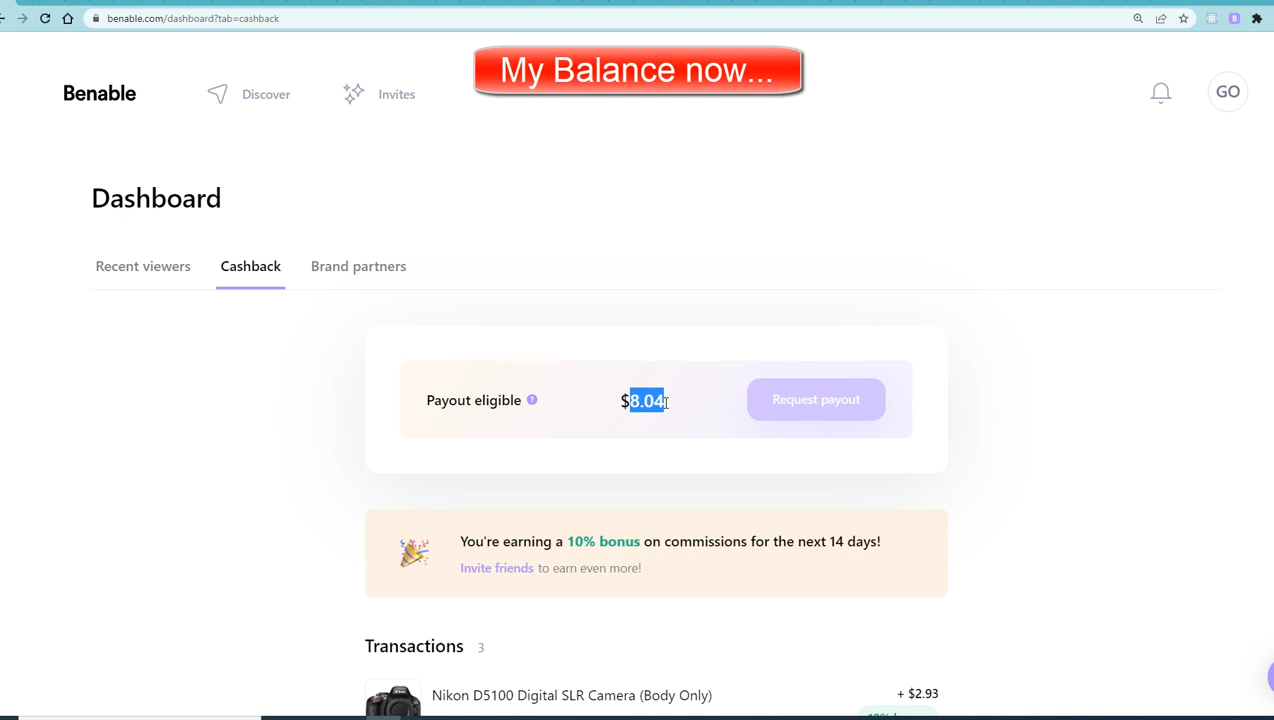 benable.com/dashboard?tab=cashback
My Balance now...
Benable
Discover
Invites
GO
Dashboard
Recent viewers
Cashback
Brand partners
Payout eligible ?
$8.04
Request payout
You're earning a 10% bonus on commissions for the next 14 days!
Invite friends to earn even more!
Transactions 3
Nikon D5100 Digital SLR Camera (Body Only)
+ $2.93